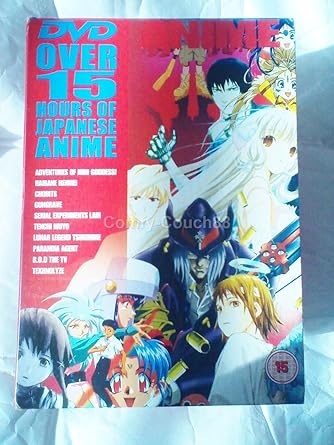 DVD
OVER
15
HOURS OF
JAPANESE
ANIME
ADVENTURES OF MINI GODDESS!
HAIBANE RENMEI
CHOBITS
GUNGRAVE
SERIAL EXPERIMENTS LAIN
TENCHI MUYO
LUNAR LEGEND TSUKIHIME
PARANOIA AGENT
R.O.D THE TV
TEXHNOLYZE
15